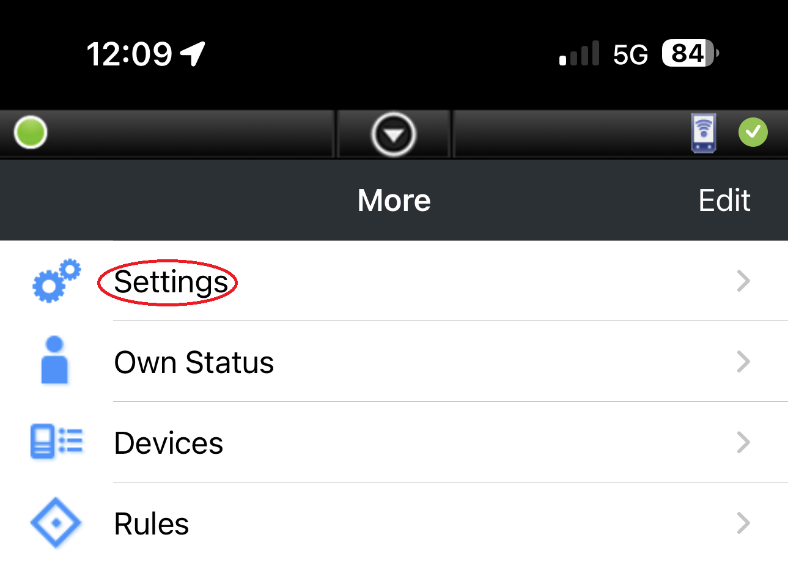 12:09 5G 84
More Edit
Settings
Own Status
Devices
Rules